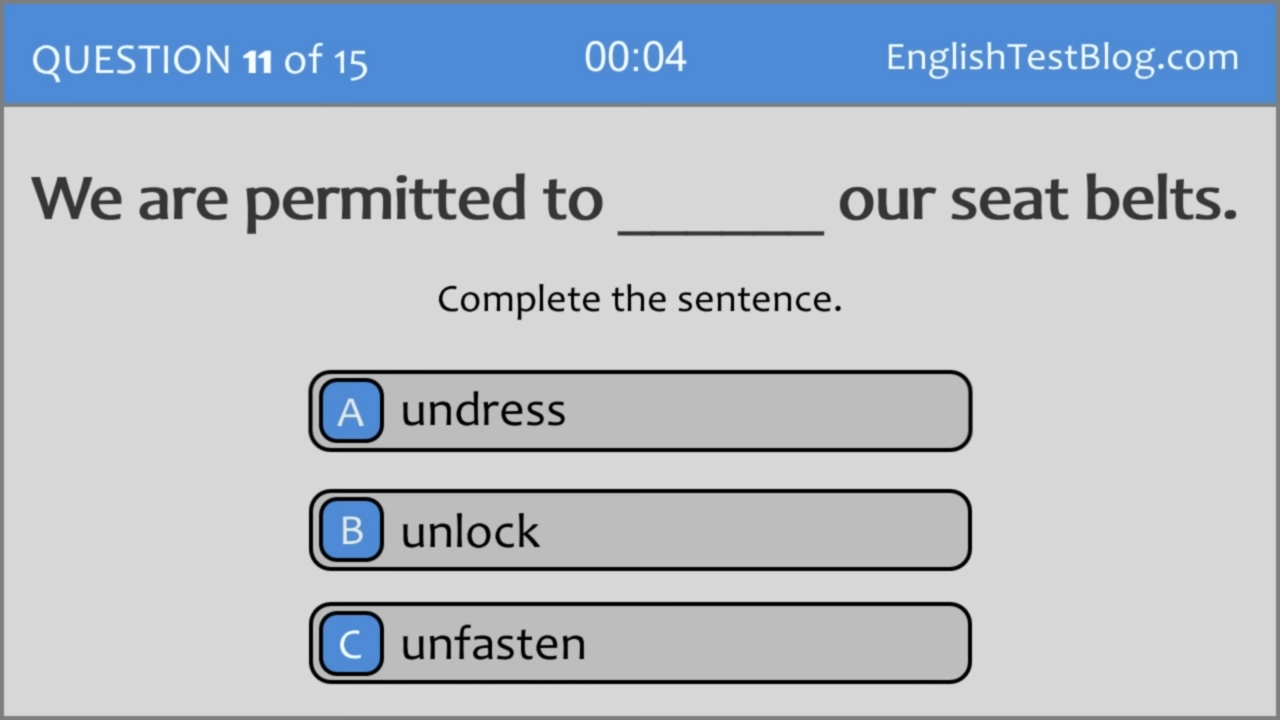 QUESTION 11 of 15 00:04 EnglishTestBlog.com
We are permitted to ______ our seat belts.
Complete the sentence.
A undress
B unlock
C unfasten